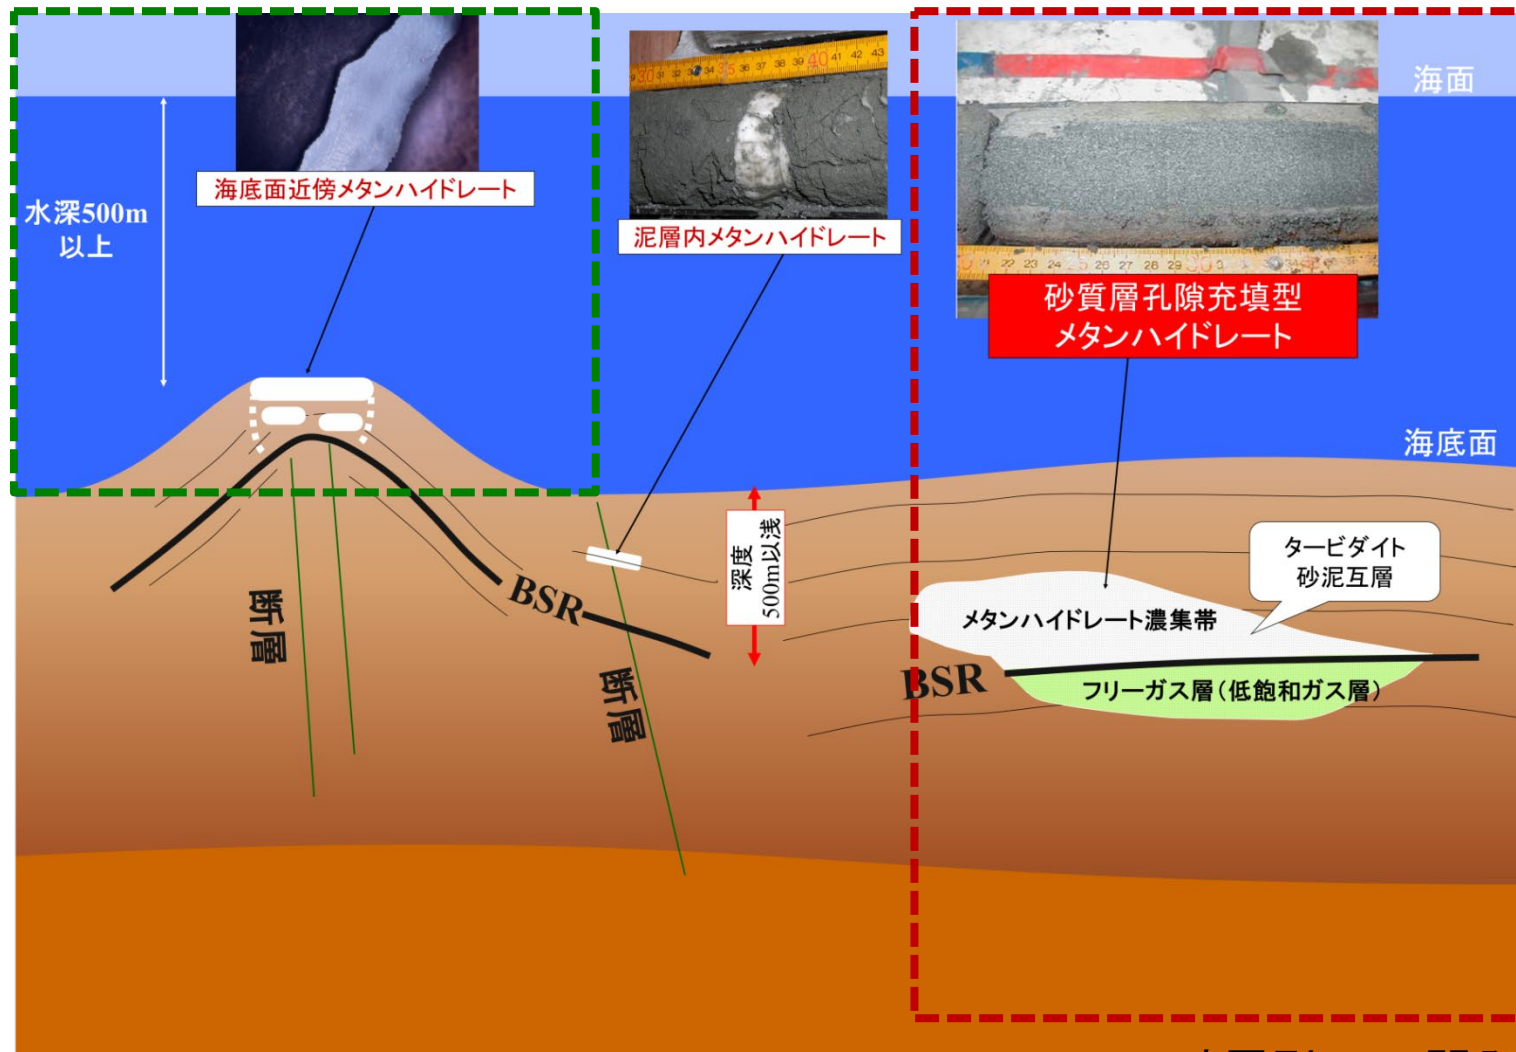 海面
海底面近傍メタンハイドレート
水深500m
以上
泥層内メタンハイドレート
砂質層孔隙充填型
メタンハイドレート
海底面
深度
500m以浅
タービダイト
砂泥互層
メタンハイドレート濃集帯
BSR
断層
断層
BSR
フリーガス層(低飽和ガス層)